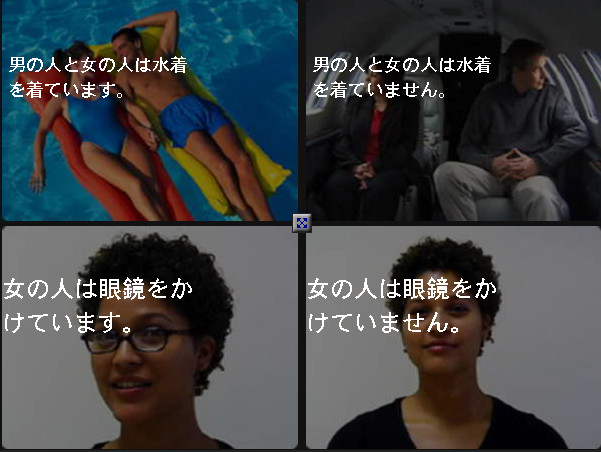 男の人と女の人は水着
を着ています。
男の人と女の人は水着
を着ていません。
女の人は眼鏡をか
けています。
女の人は眼鏡をか
けていません。